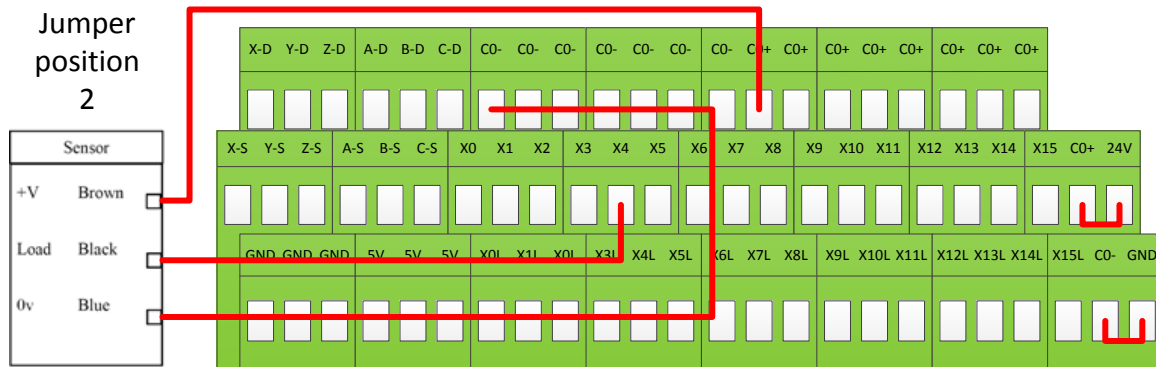 Jumper
position
2
X-D Y-D Z-D A-D B-D C-D C0- C0- C0- C0- C0- C0- C0- C0+ C0+ C0+ C0+ C0+ C0+ C0+ C0+
Sensor
X-S Y-S Z-S A-S B-S C-S X0 X1 X2 X3 X4 X5 X6 X7 X8 X9 X10 X11 X12 X13 X14 X15 C0+ 24V
+V Brown
Load Black
GND GND GND 5V 5V 5V X0L X1L X0L X3L X4L X5L X6L X7L X8L X9L X10L X11L X12L X13L X14L X15L C0- GND
0v Blue